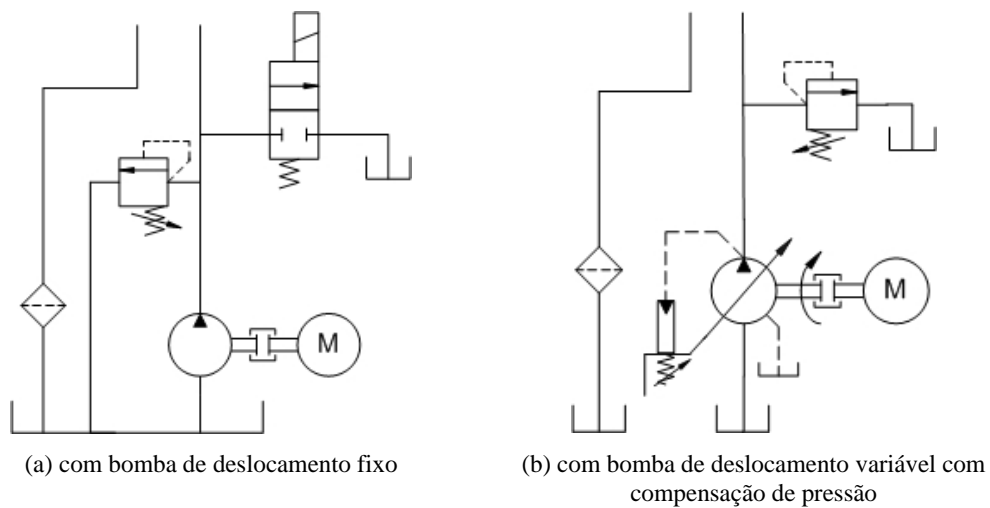 M
M
(a) com bomba de deslocamento fixo
(b) com bomba de deslocamento variável com
compensação de pressão